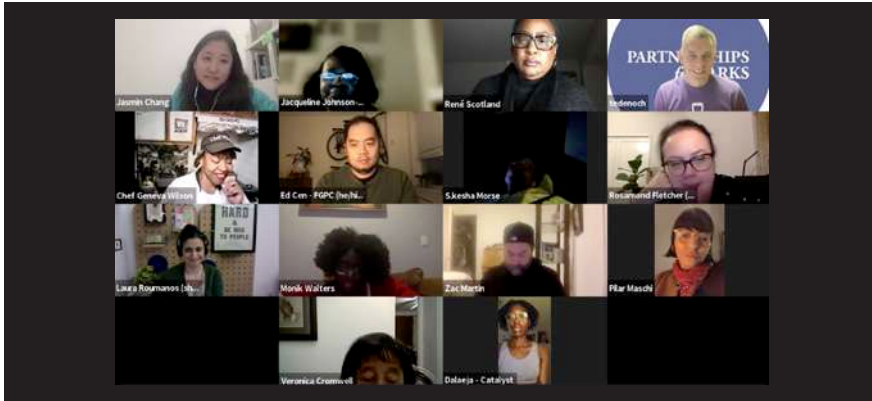 PARTNERSHIPS
PARKS
Jasmin Chang
Jacqueline Johnson-...
René Scotland
tedenoch
Chef Geneva Wilson
Ed Cen - FGPC (he/hi...
S.kesha Morse
Rosamond Fletcher (...
HARD
&
BE NICE
TO PEOPLE
Laura Roumanos (sh...
Monik Walters
Zac Martin
Pilar Maschi
Veronica Cromwell
Dalaeja - Catalyst